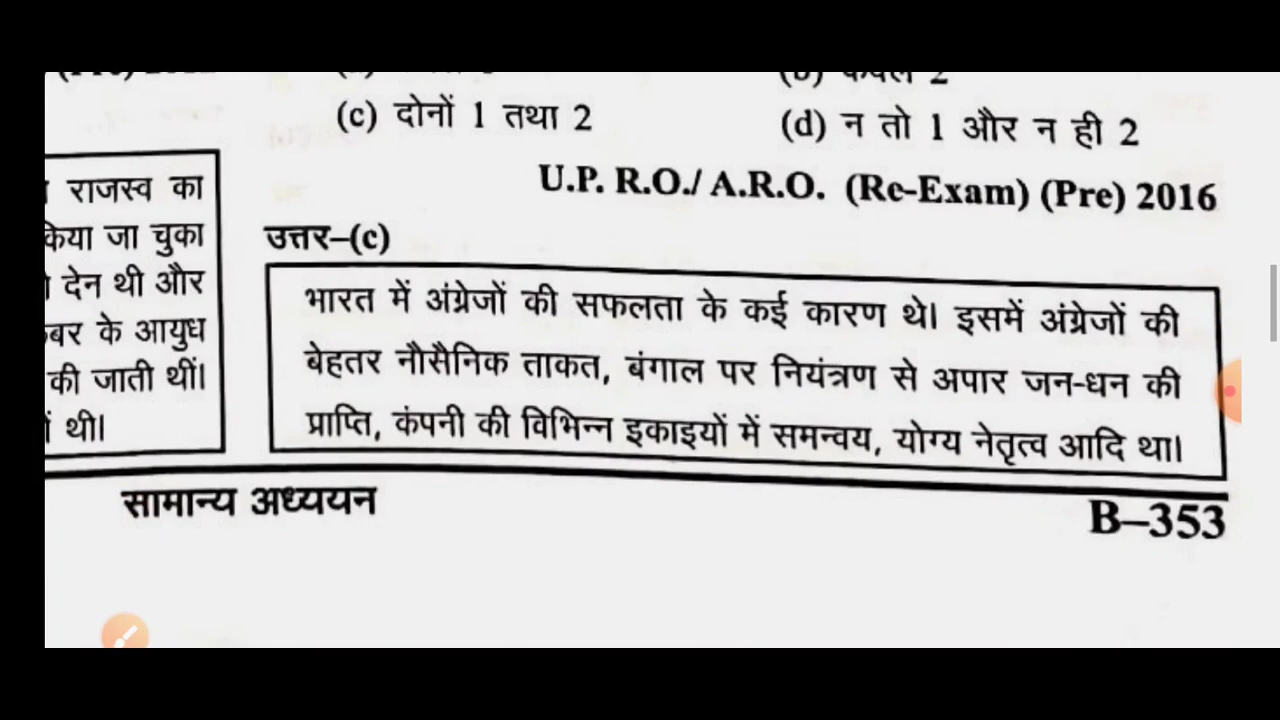 (c) दोनों 1 तथा 2
(d) न तो 1 और न ही 2
U.P. R.O./ A.R.O. (Re-Exam) (Pre) 2016
राजस्व का
किया जा चुका
देन थी और
के आयुध
की जाती थीं।
थी।
उत्तर–(c)
भारत में अंग्रेजों की सफलता के कई कारण थे। इसमें अंग्रेजों की
बेहतर नौसैनिक ताकत, बंगाल पर नियंत्रण से अपार जन-धन की
प्राप्ति, कंपनी की विभिन्न इकाइयों में समन्वय, योग्य नेतृत्व आदि था।
सामान्य अध्ययन
B–353